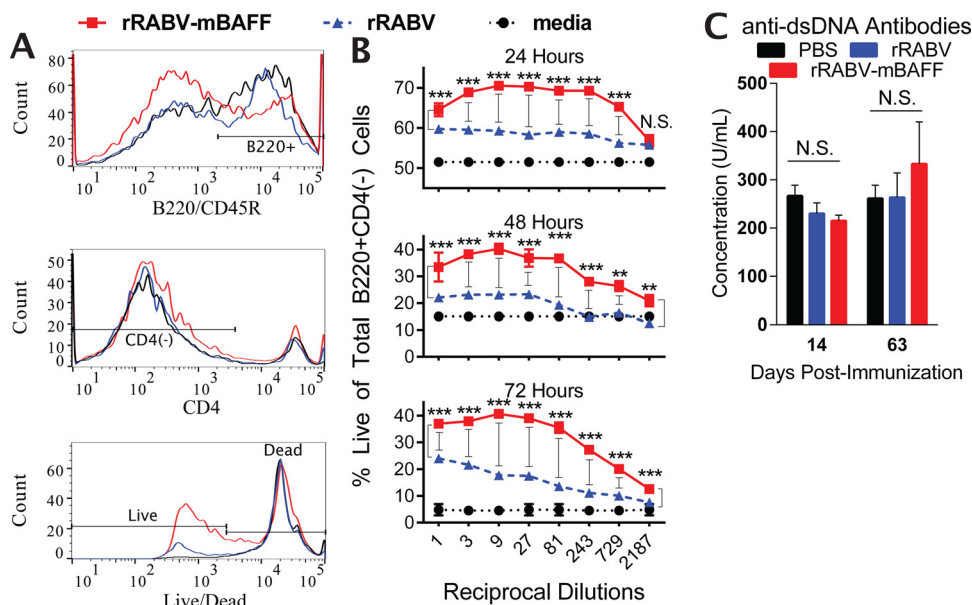 rRABV-mBAFF rRABV media
A
Count
80
60
40
20
0
B220+
10^1 10^2 10^3 10^4 10^5
B220/CD45R
Count
50
40
30
20
10
0
CD4(-)
10^1 10^2 10^3 10^4 10^5
CD4
Count
60
40
20
0
Live
Dead
10^1 10^2 10^3 10^4 10^5
Live/Dead
B
% Live of Total B220+CD4(-) Cells
24 Hours
70
60
50
*** *** *** *** *** *** *** N.S.
48 Hours
40
30
20
10
0
*** *** *** *** *** *** ** **
72 Hours
40
30
20
10
0
*** *** *** *** *** *** *** ***
1 3 9 27 81 243 729 2187
Reciprocal Dilutions
C
anti-dsDNA Antibodies
PBS rRABV
rRABV-mBAFF
Concentration (U/mL)
500
400
300
200
100
0
N.S. N.S.
14 63
Days Post-Immunization